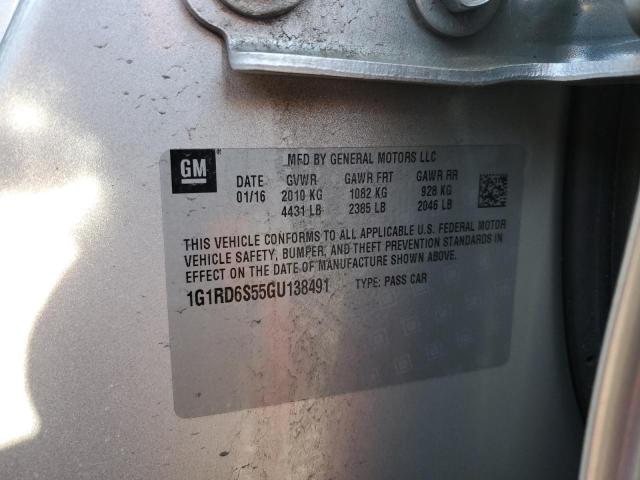 GM
MFD BY GENERAL MOTORS LLC
DATE GVWR GAWR FRT GAWR RR
01/16 2010 KG 1082 KG 928 KG
4431 LB 2385 LB 2046 LB
THIS VEHICLE CONFORMS TO ALL APPLICABLE U.S. FEDERAL MOTOR
VEHICLE SAFETY, BUMPER, AND THEFT PREVENTION STANDARDS IN
EFFECT ON THE DATE OF MANUFACTURE SHOWN ABOVE.
1G1RD6S55GU138491 TYPE: PASS CAR